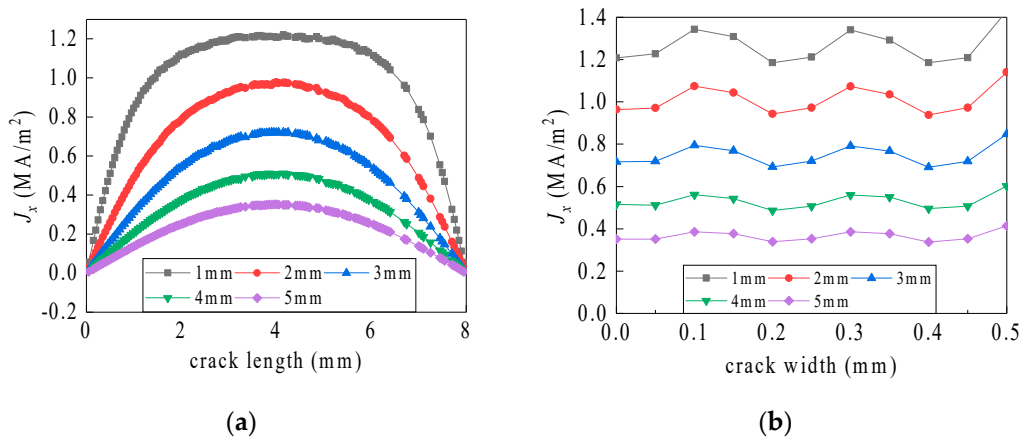 1.2
1.0
0.8
0.6
0.4
0.2
0.0
-0.2
Jx (MA/m²)
1mm 2mm 3mm
4mm 5mm
0 2 4 6 8
crack length (mm)
(a)
1.4
1.2
1.0
0.8
0.6
0.4
0.2
0.0
Jx (MA/m²)
1mm 2mm 3mm
4mm 5mm
0.0 0.1 0.2 0.3 0.4 0.5
crack width (mm)
(b)